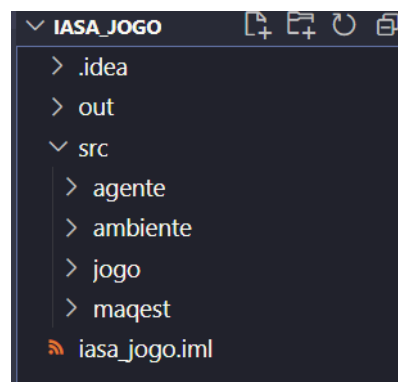 IASA_JOGO
.idea
out
src
agente
ambiente
jogo
maqest
iasa_jogo.iml